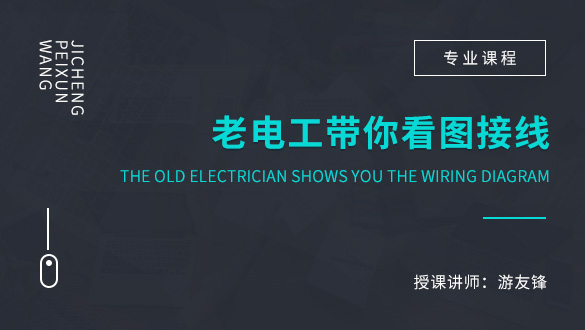 JICHENG
PEIXUN
WANG
专业课程
老电工带你看图接线
THE OLD ELECTRICIAN SHOWS YOU THE WIRING DIAGRAM
授课讲师：游友锋